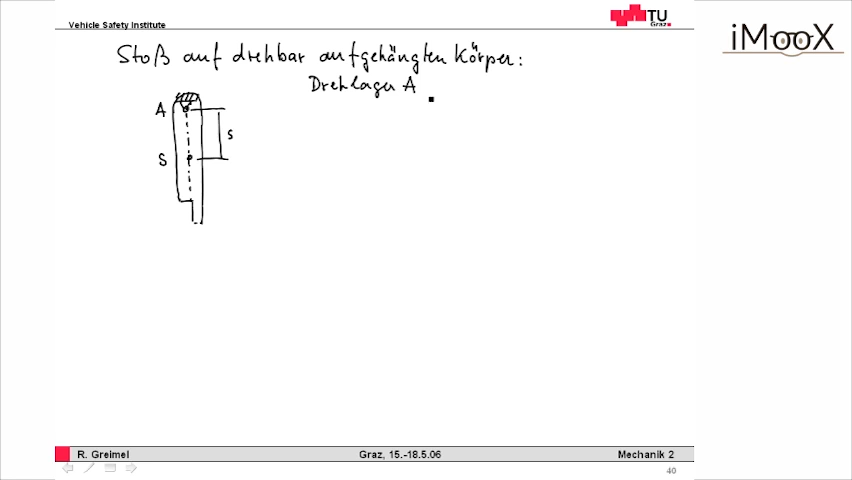 Vehicle Safety Institute
TU
Graz
iMooX
Stoß auf drehbar aufgehängten Körper:
Drehlager A
A
s
S
R. Greimel
Graz, 15.-18.5.06
Mechanik 2
40